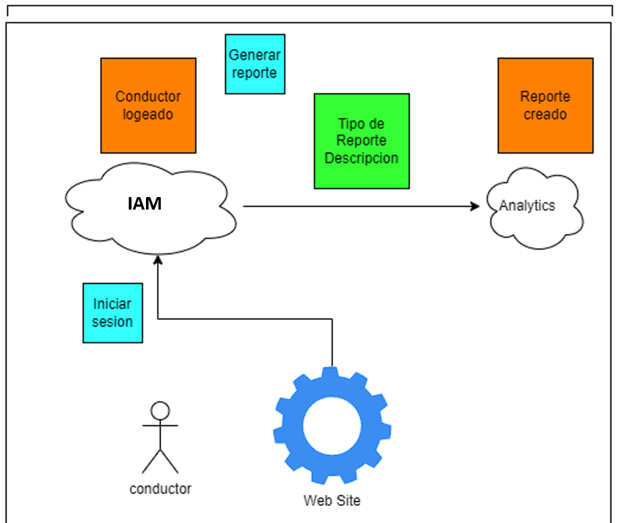 Generar
reporte
Conductor
logeado
Tipo de
Reporte
Descripcion
Reporte
creado
IAM
Analytics
Iniciar
sesion
conductor
Web Site